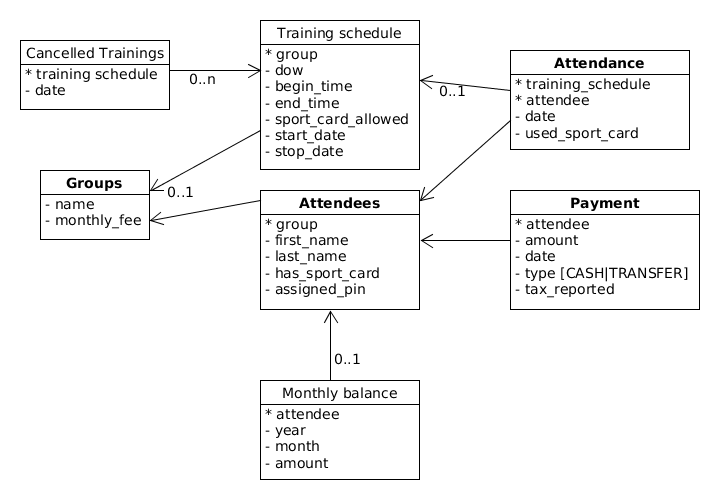 Cancelled Trainings
* training schedule
- date
0..n
Training schedule
* group
- dow
- begin_time
- end_time
- sport_card_allowed
- start_date
- stop_date
0..1
Attendance
* training_schedule
* attendee
- date
- used_sport_card
Groups
- name
- monthly_fee
0..1
Attendees
* group
- first_name
- last_name
- has_sport_card
- assigned_pin
Payment
* attendee
- amount
- date
- type [CASH|TRANSFER]
- tax_reported
0..1
Monthly balance
* attendee
- year
- month
- amount